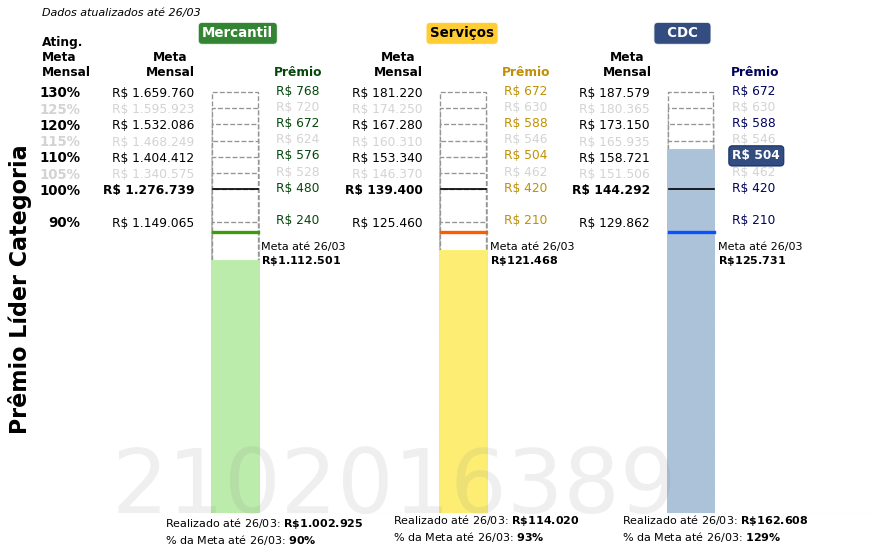 Dados atualizados até 26/03
Mercantil Serviços CDC
Ating.
Meta
Mensal
Meta
Mensal
Prêmio
Meta
Mensal
Prêmio
Meta
Mensal
Prêmio
130% R$ 1.659.760 R$ 768 R$ 181.220 R$ 672 R$ 187.579 R$ 672
125% R$ 1.595.923 R$ 720 R$ 174.250 R$ 630 R$ 180.365 R$ 630
120% R$ 1.532.086 R$ 672 R$ 167.280 R$ 588 R$ 173.150 R$ 588
115% R$ 1.468.249 R$ 624 R$ 160.310 R$ 546 R$ 165.935 R$ 546
110% R$ 1.404.412 R$ 576 R$ 153.340 R$ 504 R$ 158.721 R$ 504
105% R$ 1.340.575 R$ 528 R$ 146.370 R$ 462 R$ 151.506 R$ 462
100% R$ 1.276.739 R$ 480 R$ 139.400 R$ 420 R$ 144.292 R$ 420
90% R$ 1.149.065 R$ 240 R$ 125.460 R$ 210 R$ 129.862 R$ 210
Meta até 26/03
R$1.112.501
Meta até 26/03
R$121.468
Meta até 26/03
R$125.731
Prêmio Líder Categoria
2102016389
Realizado até 26/03: R$1.002.925
% da Meta até 26/03: 90%
Realizado até 26/03: R$114.020
% da Meta até 26/03: 93%
Realizado até 26/03: R$162.608
% da Meta até 26/03: 129%